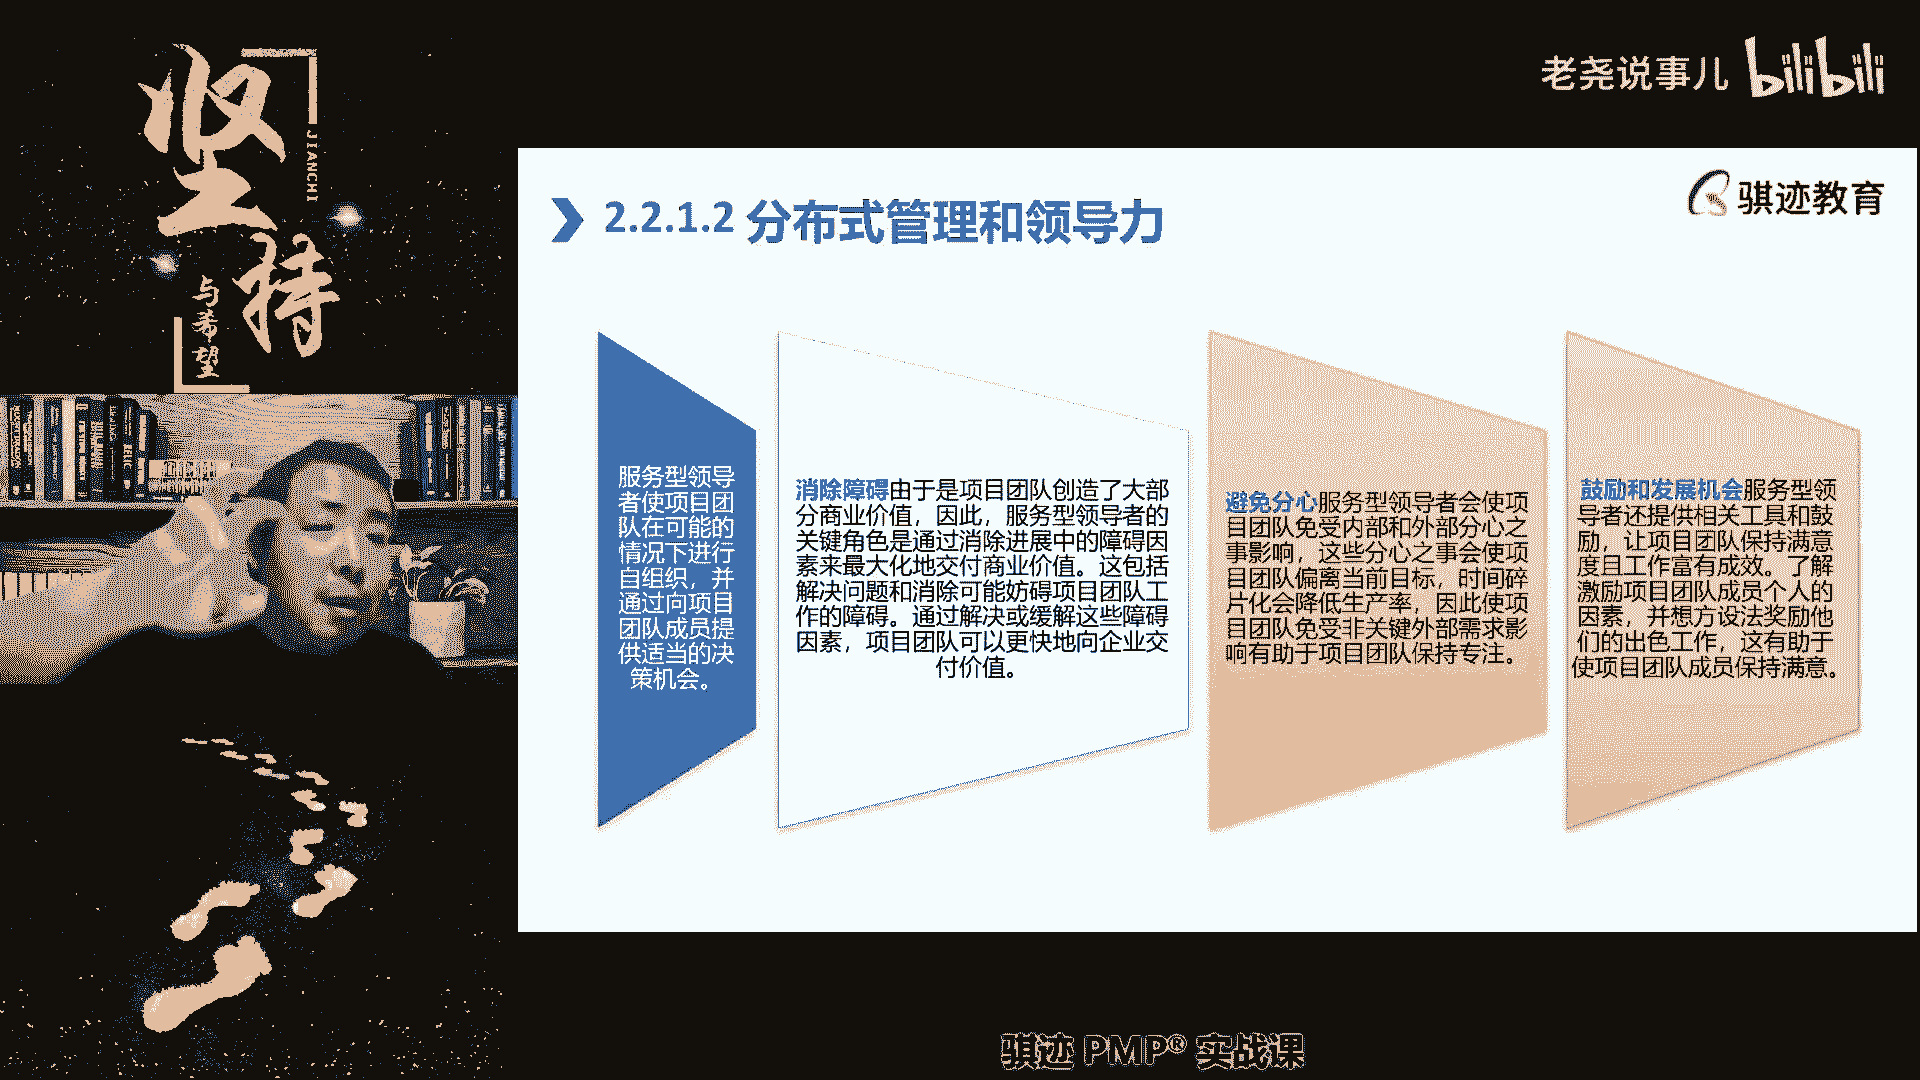 坚持
JIANCHI
与希望
老尧说事儿 bilibili
骐迹教育
2.2.1.2 分布式管理和领导力
服务型领导
者使项目团
队在可能的
情况下进行
自组织，并
通过向项目
团队成员提
供适当的决
策机会。
消除障碍由于是项目团队创造了大部
分商业价值，因此，服务型领导者的
关键角色是通过消除进展中的障碍因
素来最大化地交付商业价值。这包括
解决问题和消除可能妨碍项目团队工
作的障碍。通过解决或缓解这些障碍
因素，项目团队可以更快地向企业交
付价值。
避免分心服务型领导者会使项
目团队免受内部和外部分心之
事影响，这些分心之事会使项
目团队偏离当前目标，时间碎
片化会降低生产率，因此使项
目团队免受非关键外部需求影
响有助于项目团队保持专注。
鼓励和发展机会服务型领
导者还提供相关工具和鼓
励，让项目团队保持满意
度且工作富有成效。了解
激励项目团队成员个人的
因素，并想方设法奖励他
们的出色工作，这有助于
使项目团队成员保持满意。
骐迹 PMP® 实战课